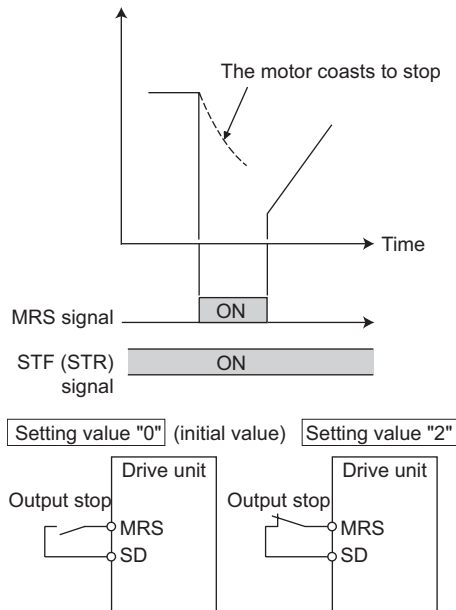 The motor coasts to stop
Time
MRS signal
ON
STF (STR)
signal
ON
Setting value "0" (initial value) Setting value "2"
Drive unit
Output stop
MRS
SD
Drive unit
Output stop
MRS
SD